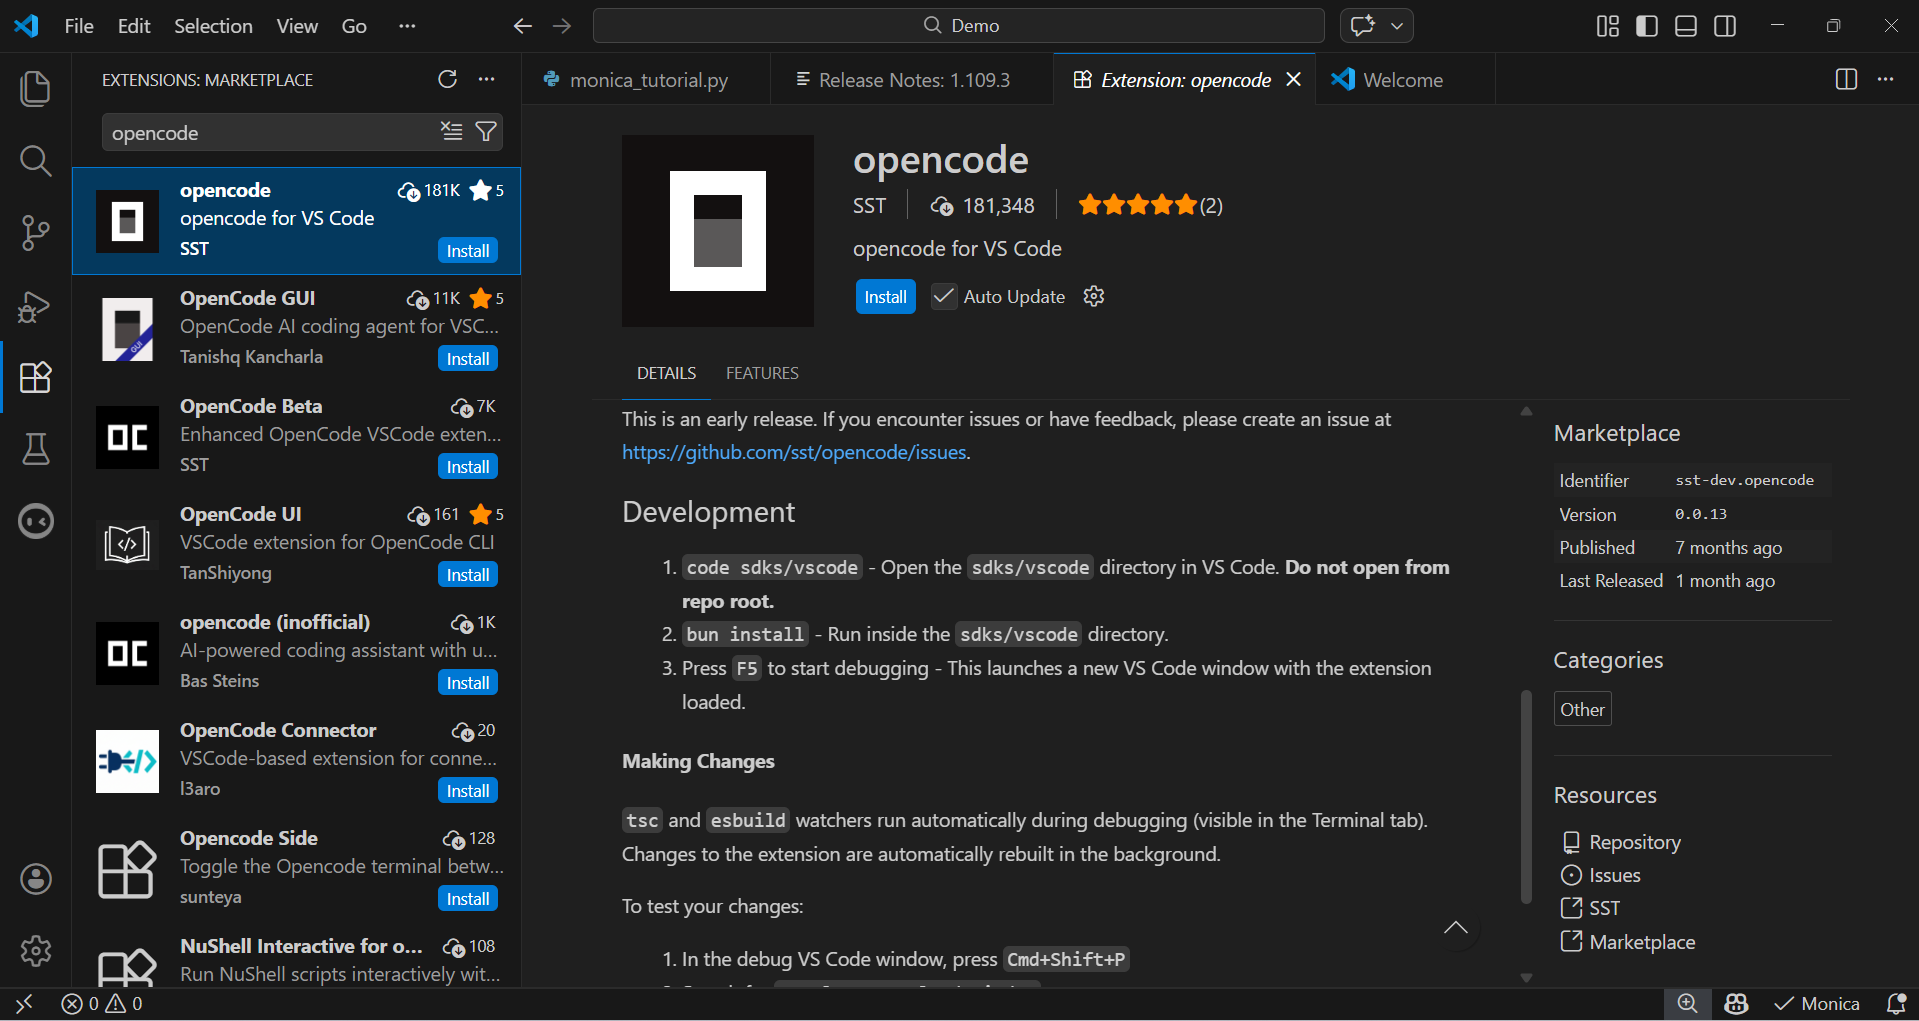 File Edit Selection View Go ···
Demo
EXTENSIONS: MARKETPLACE
opencode
opencode 181K 5
opencode for VS Code
SST Install
OpenCode GUI 11K 5
OpenCode AI coding agent for VSC...
Tanishq Kancharla Install
OpenCode Beta 7K
Enhanced OpenCode VSCode exten...
SST Install
OpenCode UI 161 5
VSCode extension for OpenCode CLI
TanShiyong Install
opencode (inofficial) 1K
AI-powered coding assistant with u...
Bas Steins Install
OpenCode Connector 20
VSCode-based extension for conne...
l3aro Install
Opencode Side 128
Toggle the Opencode terminal betw...
sunteya Install
NuShell Interactive for o... 108
Run NuShell scripts interactively wit...
monica_tutorial.py Release Notes: 1.109.3 Extension: opencode Welcome
opencode
SST 181,348 (2)
opencode for VS Code
Install Auto Update
DETAILS FEATURES
This is an early release. If you encounter issues or have feedback, please create an issue at
https://github.com/sst/opencode/issues.
Development
1. code sdks/vscode - Open the sdks/vscode directory in VS Code. Do not open from
repo root.
2. bun install - Run inside the sdks/vscode directory.
3. Press F5 to start debugging - This launches a new VS Code window with the extension
loaded.
Making Changes
tsc and esbuild watchers run automatically during debugging (visible in the Terminal tab).
Changes to the extension are automatically rebuilt in the background.
To test your changes:
1. In the debug VS Code window, press Cmd+Shift+P
Marketplace
Identifier sst-dev.opencode
Version 0.0.13
Published 7 months ago
Last Released 1 month ago
Categories
Other
Resources
Repository
Issues
SST
Marketplace
0 0
Monica